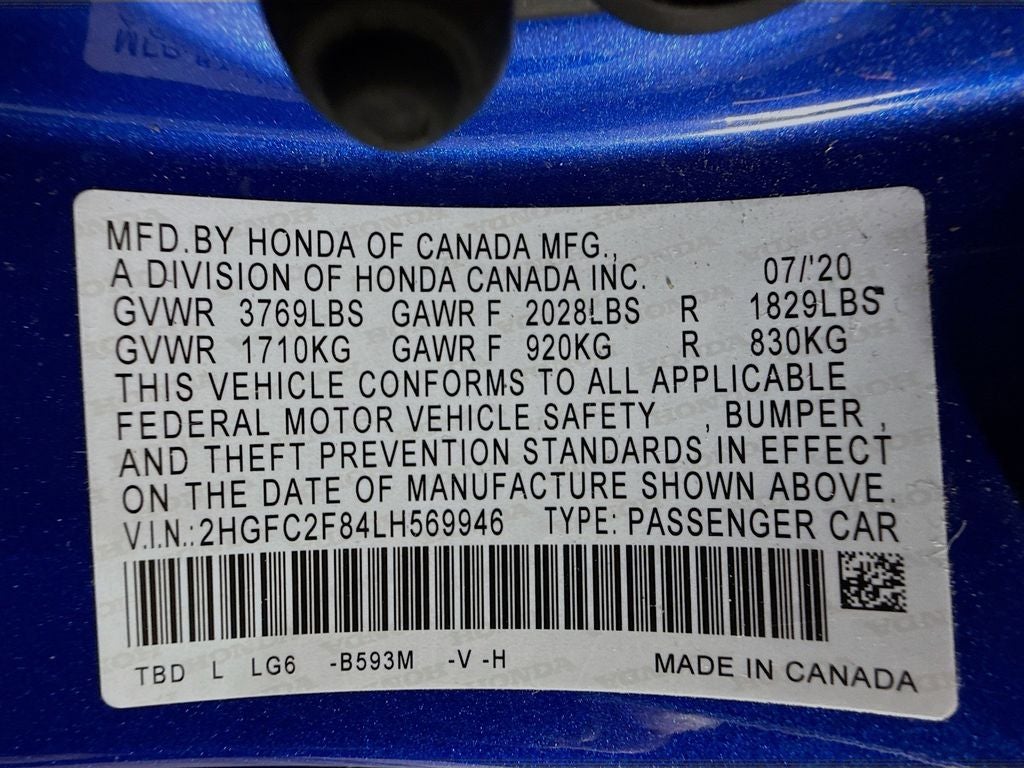 MFD.BY HONDA OF CANADA MFG.,
A DIVISION OF HONDA CANADA INC. 07/'20
GVWR 3769LBS GAWR F 2028LBS R 1829LBS
GVWR 1710KG GAWR F 920KG R 830KG
THIS VEHICLE CONFORMS TO ALL APPLICABLE
FEDERAL MOTOR VEHICLE SAFETY , BUMPER ,
AND THEFT PREVENTION STANDARDS IN EFFECT
ON THE DATE OF MANUFACTURE SHOWN ABOVE.
V.I.N.:2HGFC2F84LH569946 TYPE: PASSENGER CAR
TBD L LG6 -B593M -V -H MADE IN CANADA